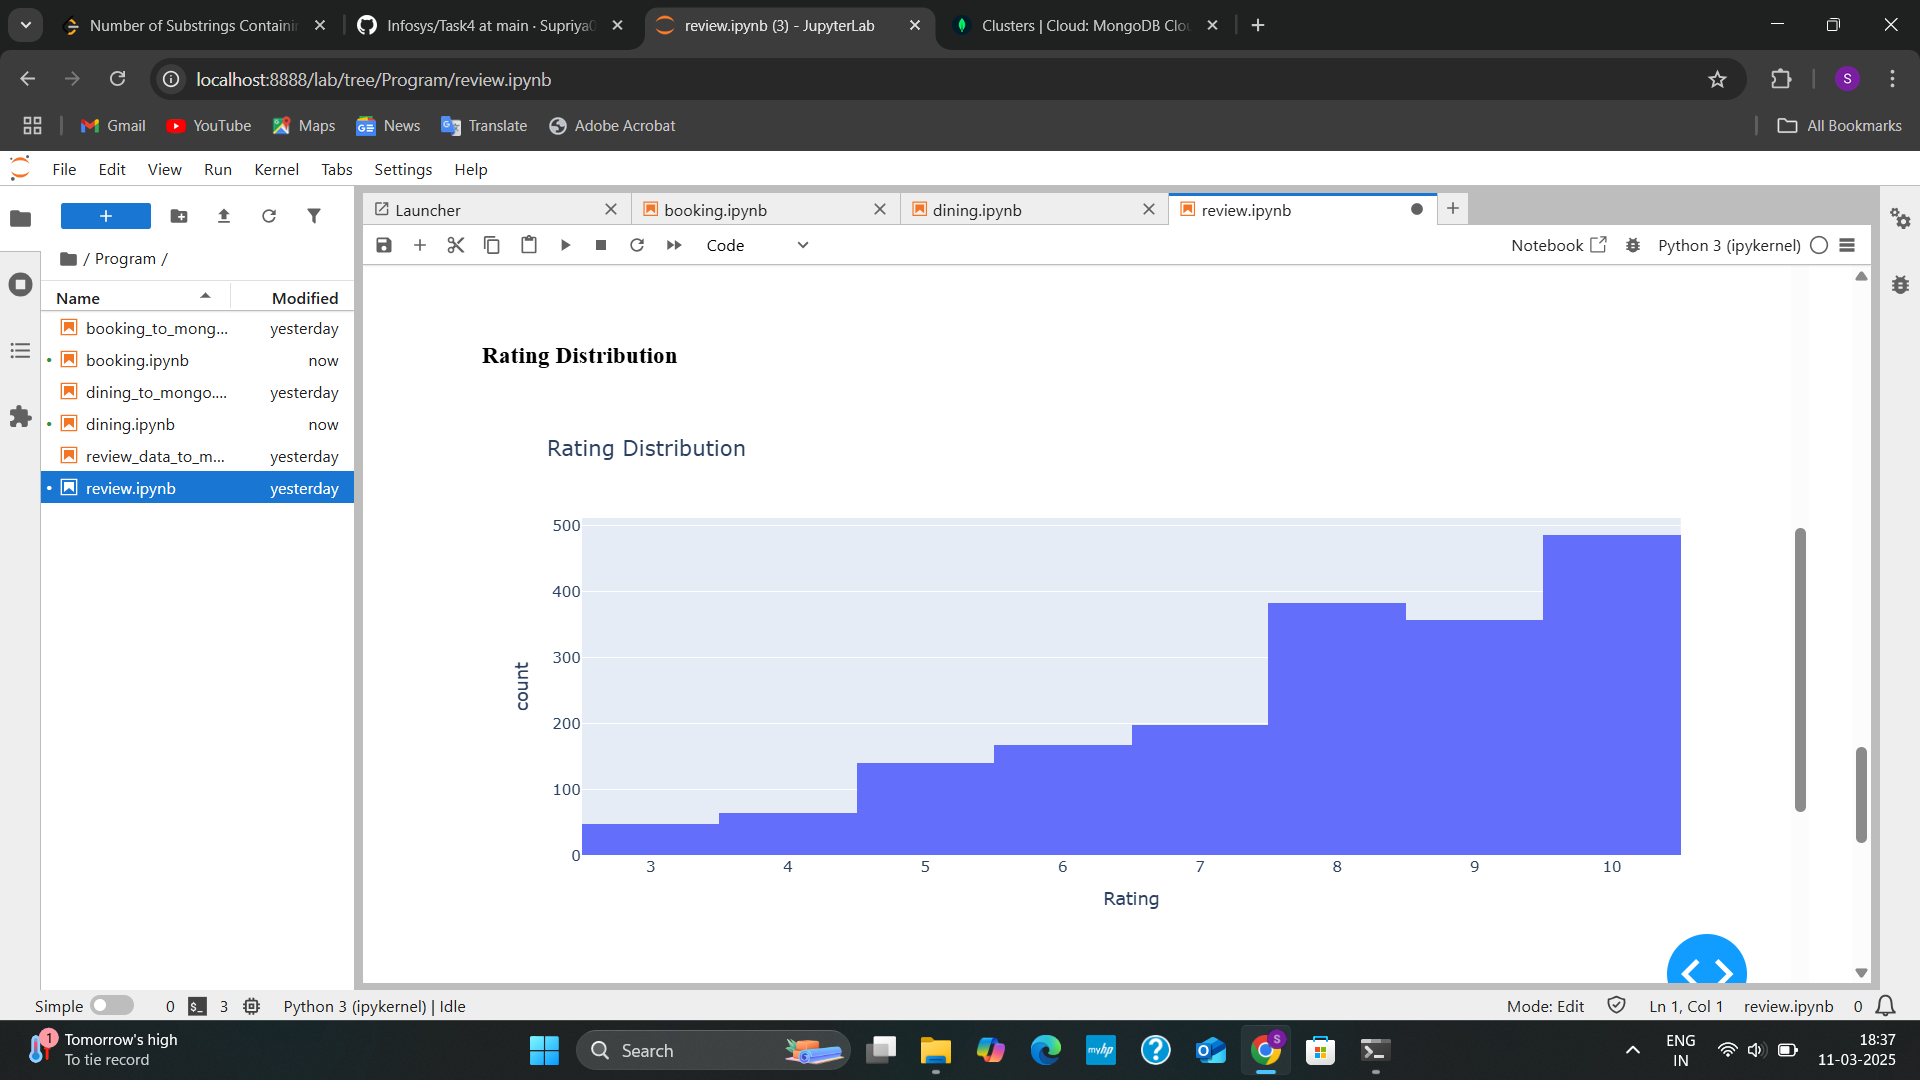 Number of Substrings Containin
Infosys/Task4 at main · Supriya0
review.ipynb (3) - JupyterLab
Clusters | Cloud: MongoDB Clou
localhost:8888/lab/tree/Program/review.ipynb
S
Gmail
YouTube
Maps
News
Translate
Adobe Acrobat
All Bookmarks
File Edit View Run Kernel Tabs Settings Help
Launcher
booking.ipynb
dining.ipynb
review.ipynb
Code
Notebook
Python 3 (ipykernel)
/ Program /
Name Modified
booking_to_mong... yesterday
booking.ipynb now
dining_to_mongo.... yesterday
dining.ipynb now
review_data_to_m... yesterday
review.ipynb yesterday
Rating Distribution
Rating Distribution
500
400
300
200
100
0
count
3 4 5 6 7 8 9 10
Rating
Simple 0 $_ 3 Python 3 (ipykernel) | Idle
Mode: Edit Ln 1, Col 1 review.ipynb 0
1
Tomorrow's high
To tie record
Search
myhp
S
ENG
IN
18:37
11-03-2025